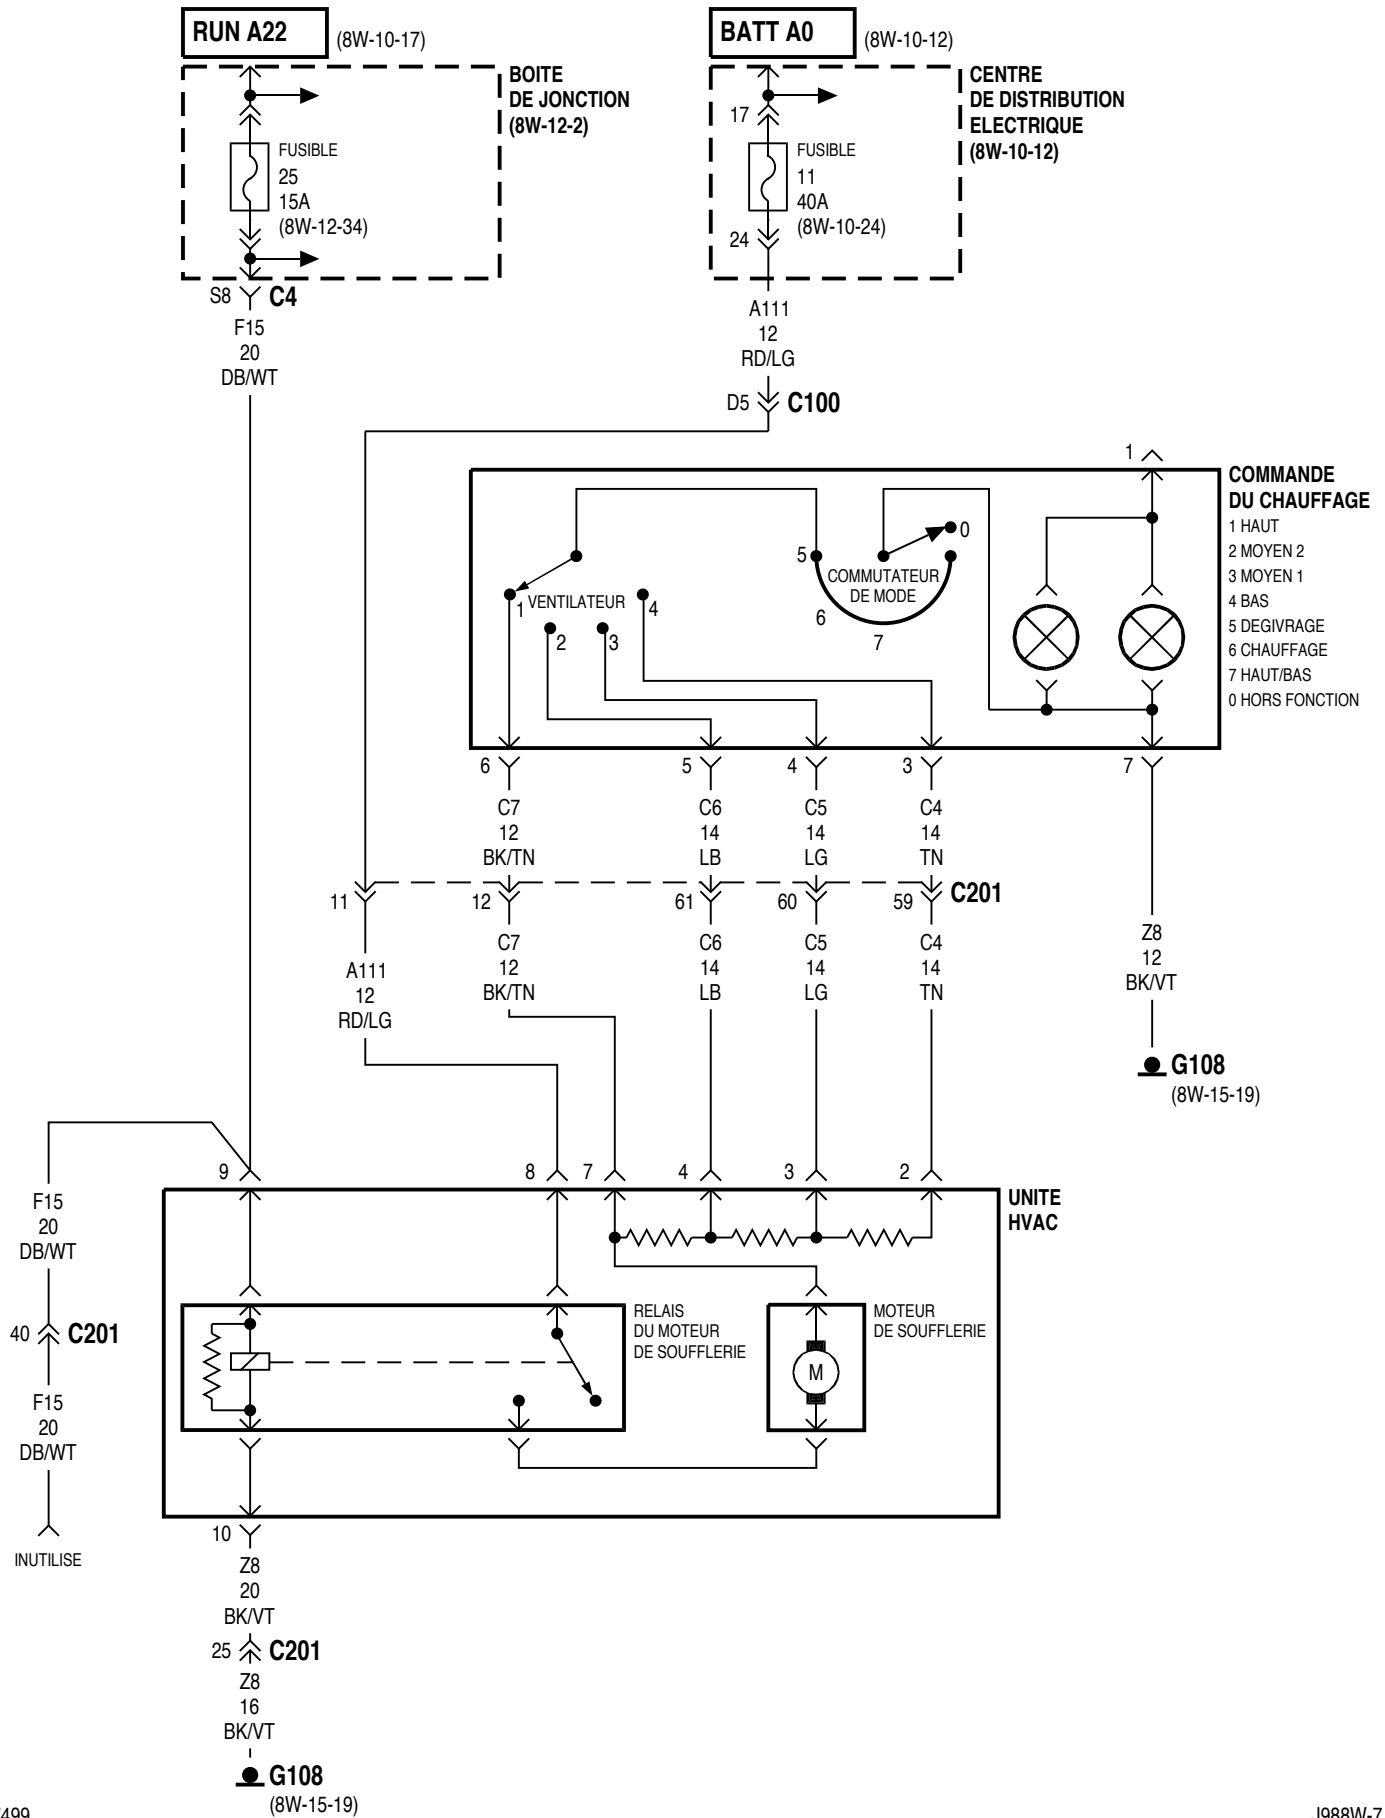 RUN A22
(8W-10-17)
BATT A0
(8W-10-12)
BOITE
DE JONCTION
(8W-12-2)
CENTRE
DE DISTRIBUTION
ELECTRIQUE
(8W-10-12)
17
FUSIBLE
25
15A
(8W-12-34)
FUSIBLE
11
40A
(8W-10-24)
24
S8
C4
F15
20
DB/WT
A111
12
RD/LG
D5
C100
1
COMMANDE
DU CHAUFFAGE
1 HAUT
2 MOYEN 2
3 MOYEN 1
4 BAS
5 DEGIVRAGE
6 CHAUFFAGE
7 HAUT/BAS
0 HORS FONCTION
0
5
COMMUTATEUR
DE MODE
6
7
1
VENTILATEUR
4
2
3
6
5
4
3
7
C7
12
BK/TN
C6
14
LB
C5
14
LG
C4
14
TN
11
12
61
60
59
C201
A111
12
RD/LG
C7
12
BK/TN
C6
14
LB
C5
14
LG
C4
14
TN
Z8
12
BK/VT
G108
(8W-15-19)
9
8
7
4
3
2
UNITE
HVAC
F15
20
DB/WT
40
C201
F15
20
DB/WT
INUTILISE
RELAIS
DU MOTEUR
DE SOUFFLERIE
MOTEUR
DE SOUFFLERIE
M
10
Z8
20
BK/VT
25
C201
Z8
16
BK/VT
G108
(8W-15-19)
J988W-7